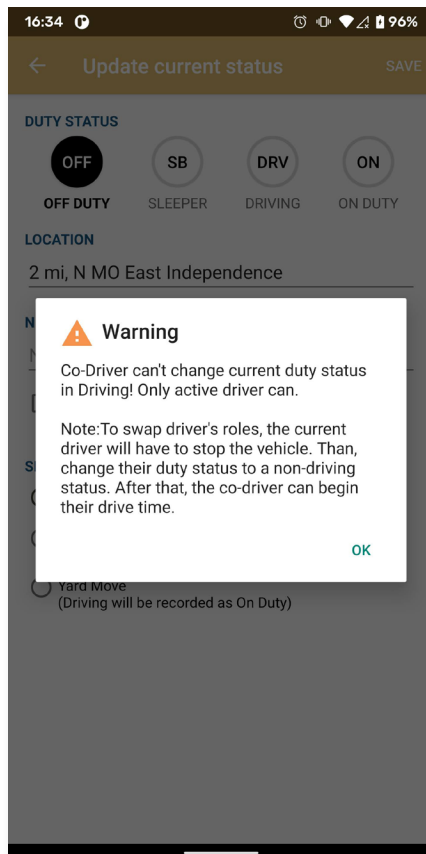 16:34 96%
Update current status SAVE
DUTY STATUS
OFF SB DRV ON
OFF DUTY SLEEPER DRIVING ON DUTY
LOCATION
2 mi, N MO East Independence
Warning
Co-Driver can't change current duty status
in Driving! Only active driver can.
Note:To swap driver's roles, the current
driver will have to stop the vehicle. Than,
change their duty status to a non-driving
status. After that, the co-driver can begin
their drive time.
OK
Yard Move
(Driving will be recorded as On Duty)